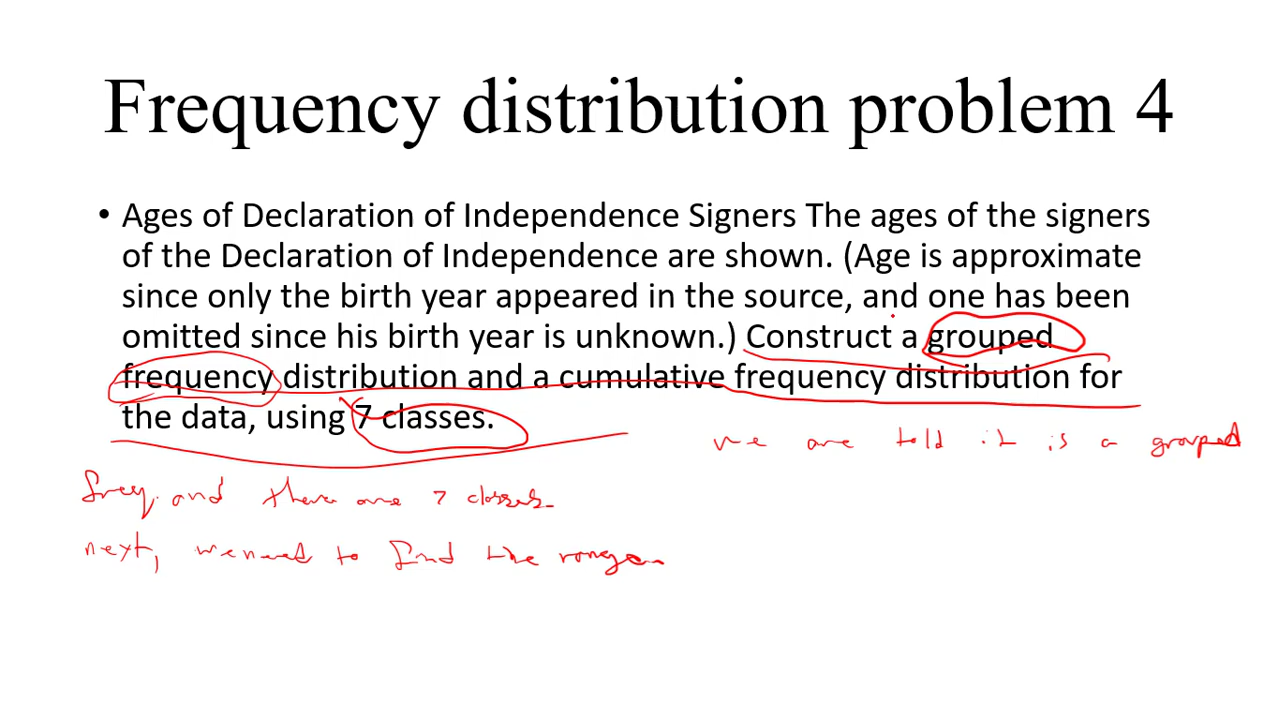 Frequency distribution problem 4
• Ages of Declaration of Independence Signers The ages of the signers
of the Declaration of Independence are shown. (Age is approximate
since only the birth year appeared in the source, and one has been
omitted since his birth year is unknown.) Construct a grouped
frequency distribution and a cumulative frequency distribution for
the data, using 7 classes.
we are told it is a grouped
freq. and there are 7 classes.
next, we need to find the range